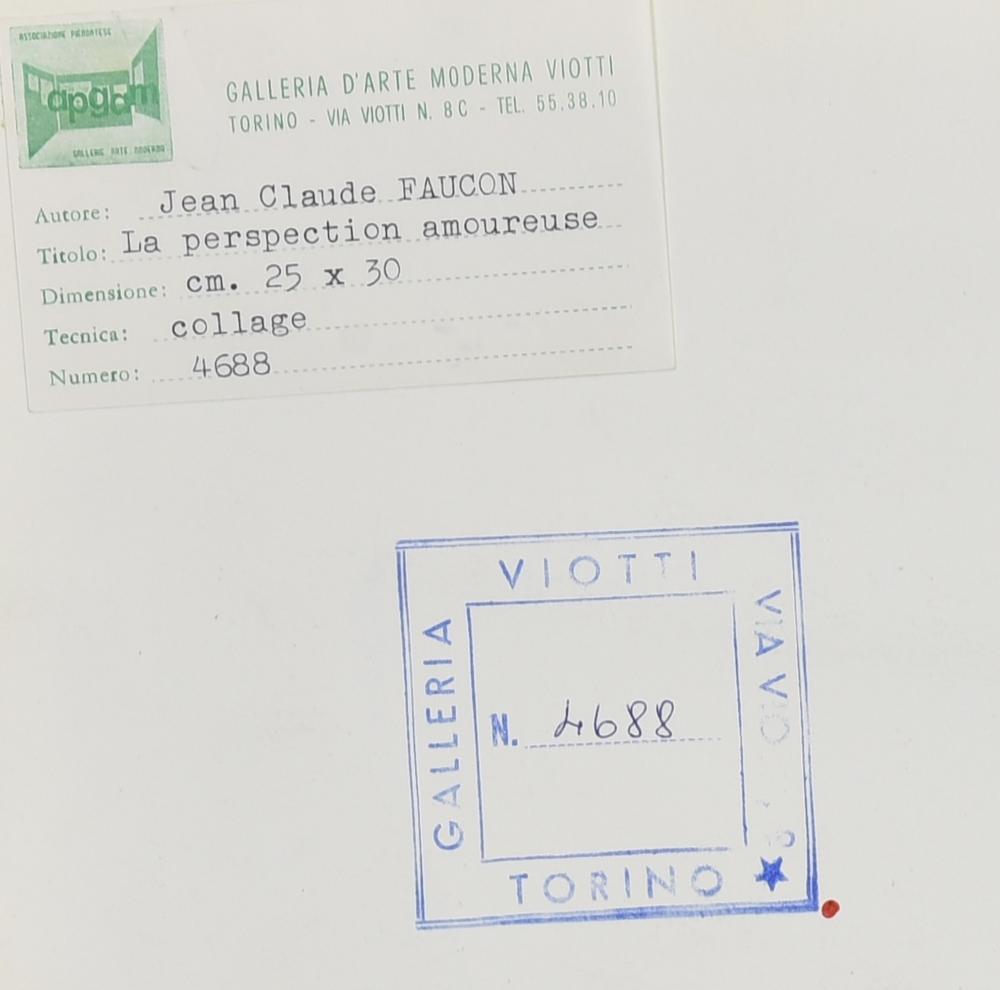 ASSOCIAZIONE PIEMONTESE
apgam
GALLERIE ARTE MODERNA
GALLERIA D'ARTE MODERNA VIOTTI
TORINO - VIA VIOTTI N. 8C - TEL. 55.38.10
Autore: Jean Claude FAUCON
Titolo: La perspection amoureuse
Dimensione: cm. 25 x 30
Tecnica: collage
Numero: 4688
VIOTTI
GALLERIA
VIA
N. 4688
TORINO